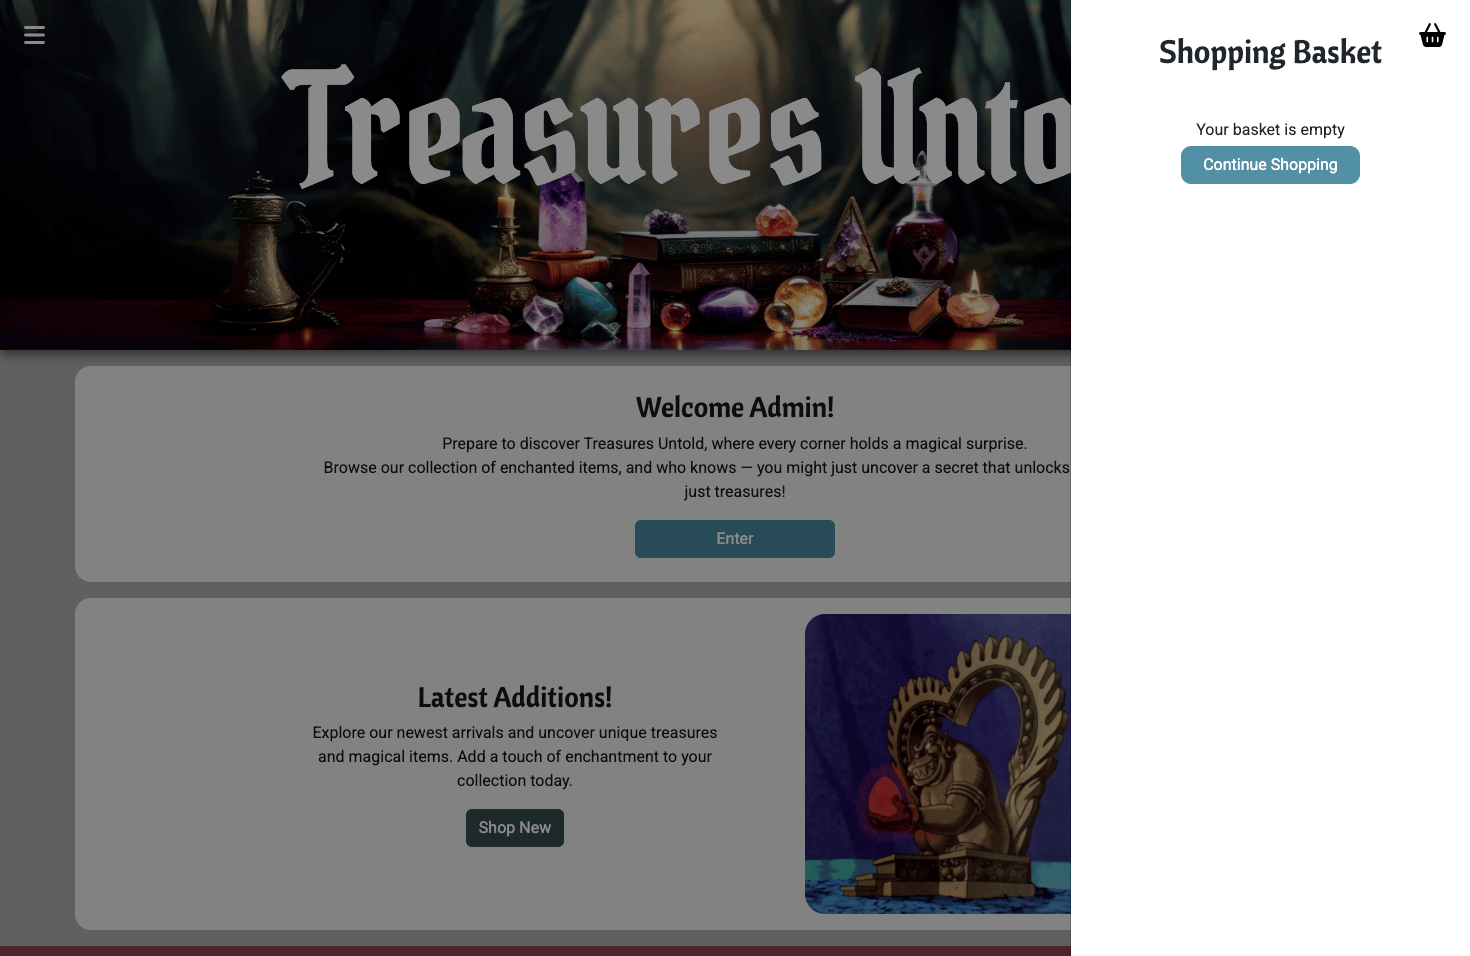 Treasures Unto
Shopping Basket
Your basket is empty
Continue Shopping
Welcome Admin!
Prepare to discover Treasures Untold, where every corner holds a magical surprise.
Browse our collection of enchanted items, and who knows — you might just uncover a secret that unlocks
just treasures!
Enter
Latest Additions!
Explore our newest arrivals and uncover unique treasures
and magical items. Add a touch of enchantment to your
collection today.
Shop New